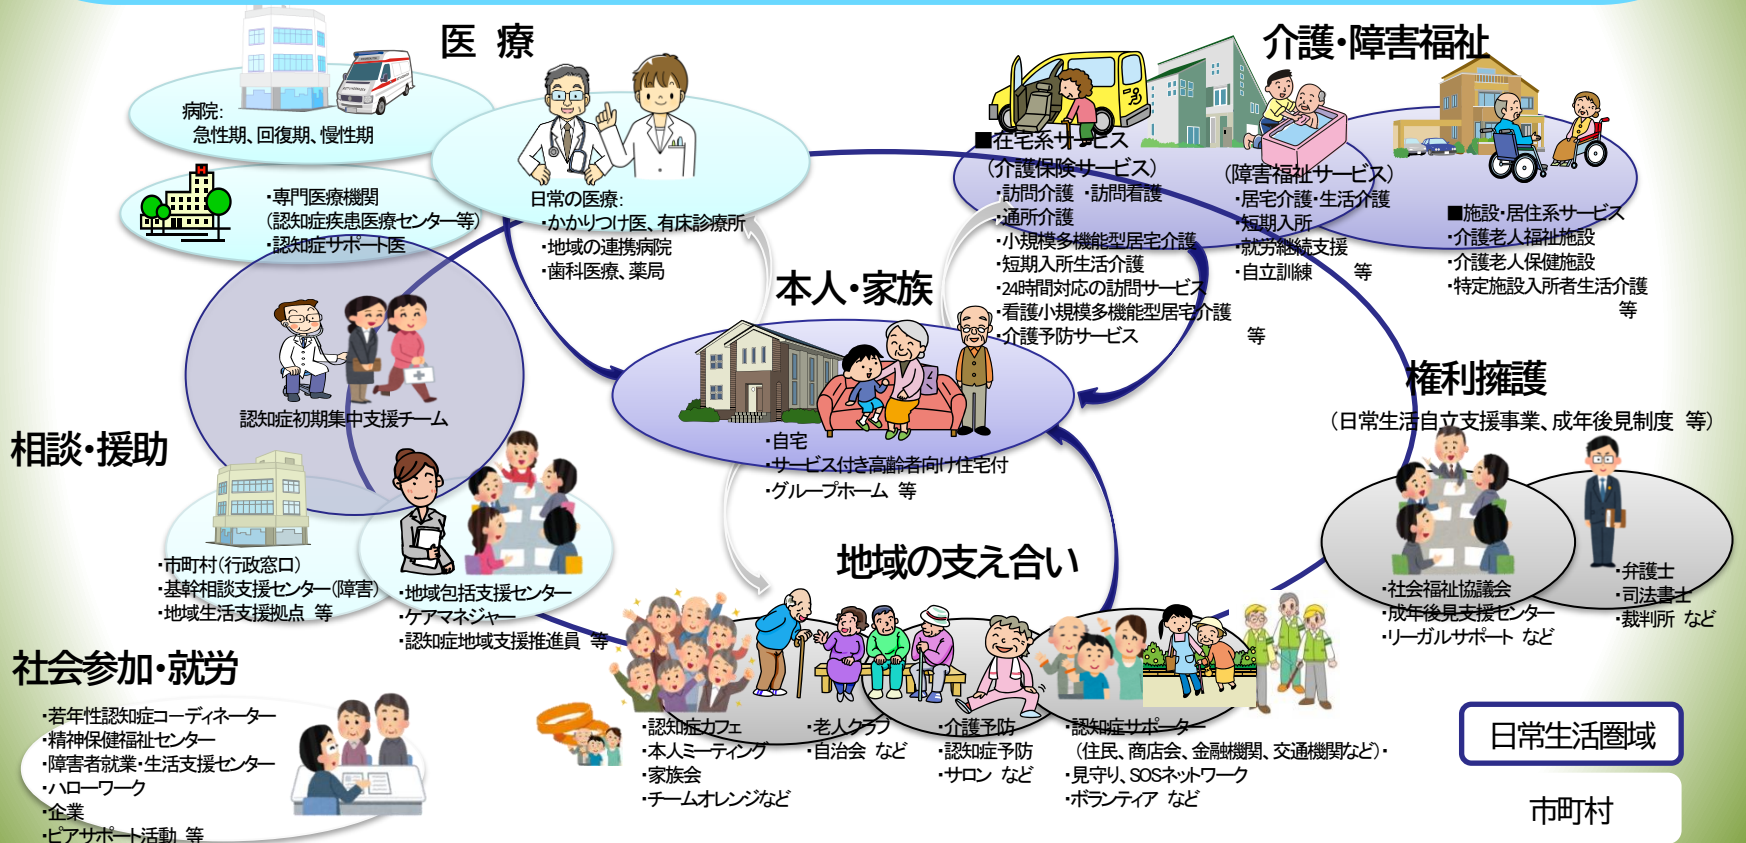 医 療
病院:
急性期、回復期、慢性期
・専門医療機関
(認知症疾患医療センター等)
・認知症サポート医
日常の医療:
・かかりつけ医、有床診療所
・地域の連携病院
・歯科医療、薬局
介護・障害福祉
■在宅系サービス
(介護保険サービス)
・訪問介護 ・訪問看護
・通所介護
・小規模多機能型居宅介護
・短期入所生活介護
・24時間対応の訪問サービス
・看護小規模多機能型居宅介護
・介護予防サービス 等
(障害福祉サービス)
・居宅介護・生活介護
・短期入所
・就労継続支援
・自立訓練 等
■施設・居住系サービス
・介護老人福祉施設
・介護老人保健施設
・特定施設入所者生活介護
等
本人・家族
・自宅
・サービス付き高齢者向け住宅付
・グループホーム 等
権利擁護
(日常生活自立支援事業、成年後見制度 等)
・社会福祉協議会
・成年後見支援センター
・リーガルサポート など
・弁護士
・司法書士
・裁判所 など
相談・援助
認知症初期集中支援チーム
・市町村(行政窓口)
・基幹相談支援センター(障害)
・地域生活支援拠点 等
・地域包括支援センター
・ケアマネジャー
・認知症地域支援推進員 等
地域の支え合い
・認知症カフェ
・本人ミーティング
・家族会
・チームオレンジなど
・老人クラブ
・自治会 など
・介護予防
・認知症予防
・サロン など
・認知症サポーター
(住民、商店会、金融機関、交通機関など)・
・見守り、SOSネットワーク
・ボランティア など
社会参加・就労
・若年性認知症コーディネーター
・精神保健福祉センター
・障害者就業・生活支援センター
・ハローワーク
・企業
・ピアサポート活動 等
日常生活圏域
市町村
H